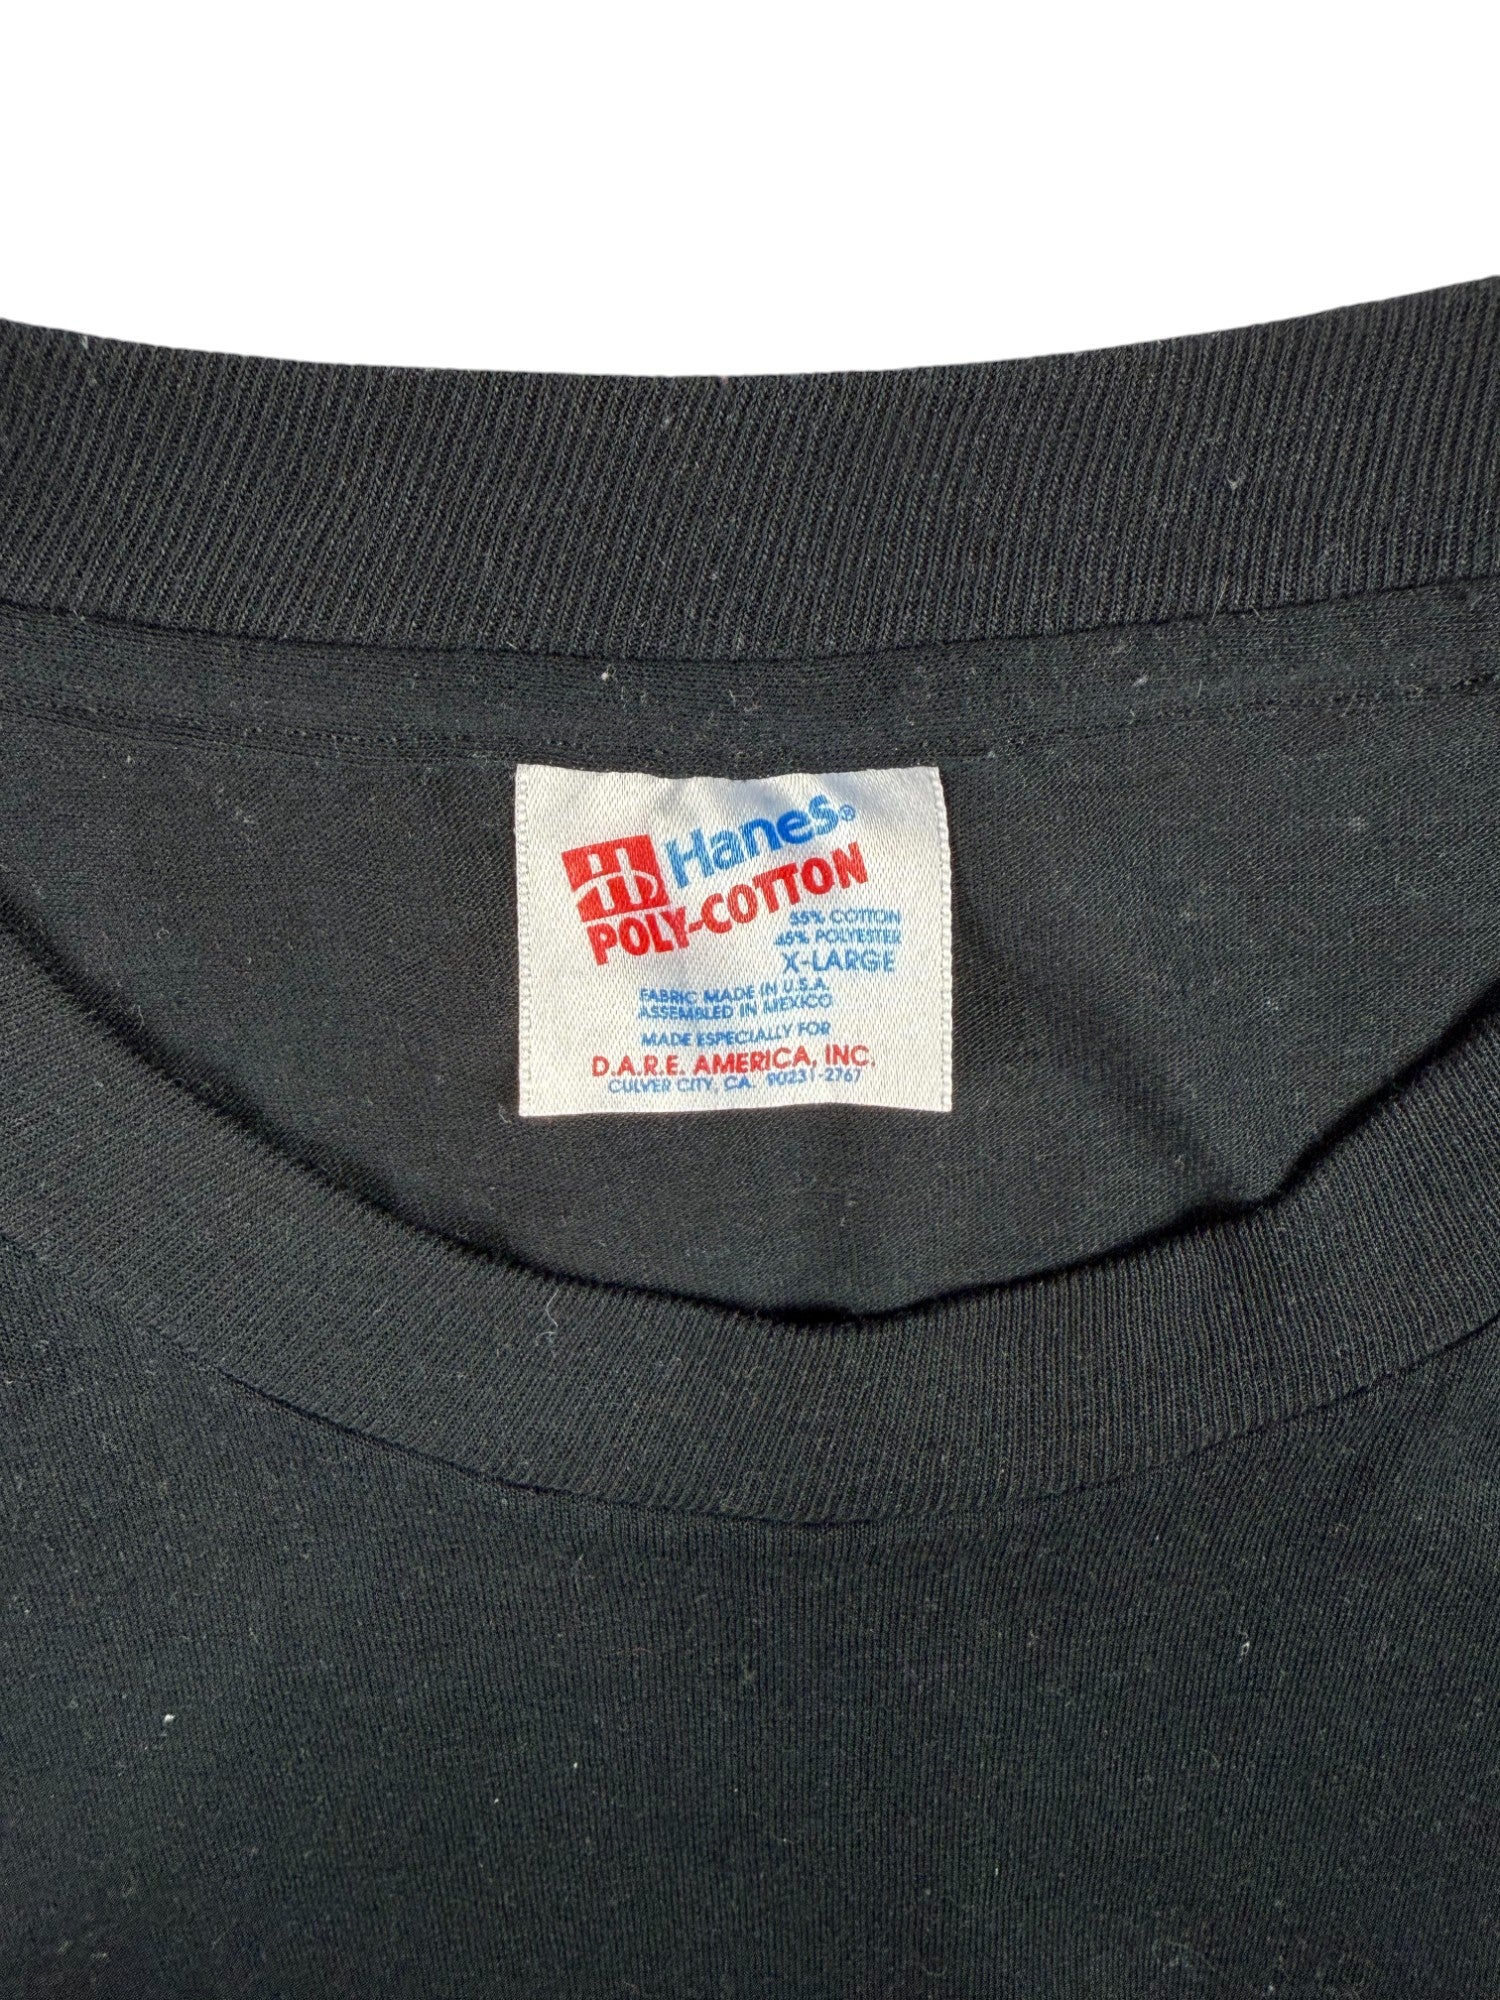 Hanes®
POLY-COTTON
55% COTTON
45% POLYESTER
X-LARGE
FABRIC MADE IN U.S.A.
ASSEMBLED IN MEXICO
MADE ESPECIALLY FOR
D.A.R.E. AMERICA, INC.
CULVER CITY, CA. 90231-2767